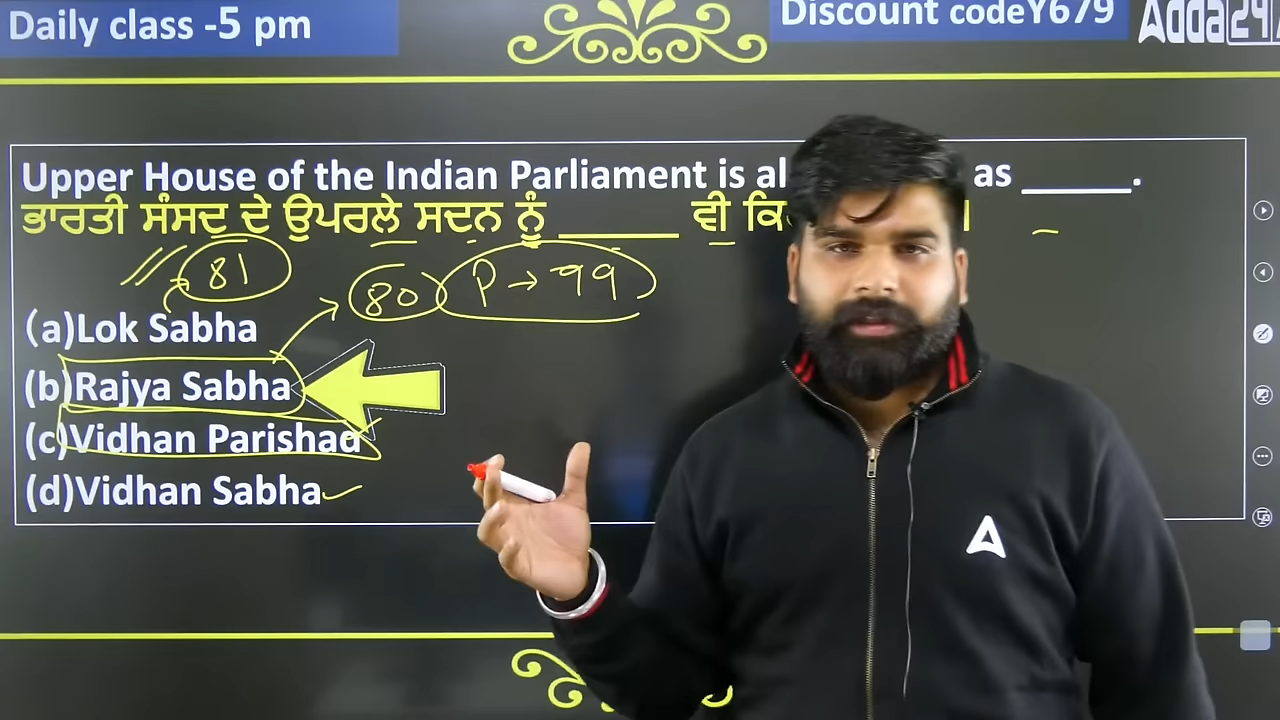 Daily class -5 pm
Discount codeY679
Adda24
Upper House of the Indian Parliament is al as ______.
ਭਾਰਤੀ ਸੰਸਦ ਦੇ ਉਪਰਲੇ ਸਦਨ ਨੂੰ ______ ਵੀ
81
80 P → 99
(a)Lok Sabha
(b)Rajya Sabha
(c)Vidhan Parishad
(d)Vidhan Sabha